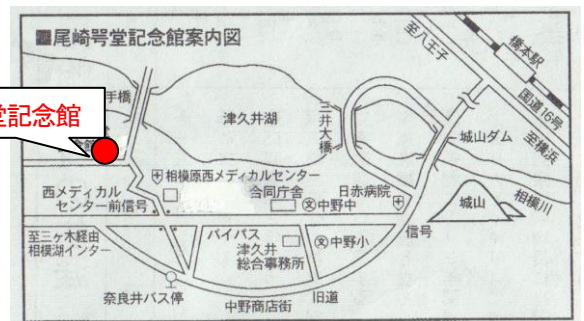 ■尾崎咢堂記念館案内図
至八王子
橋本駅
国道16号
至横浜
手橋
堂記念館
津久井湖
三井大橋
城山ダム
相模川
城山
相模原西メディカルセンター
合同庁舎
文中野中
日赤病院
西メディカル
センター前信号
至三ヶ木経由
相模湖インター
バイパス
津久井
総合事務所
文中野小
信号
奈良井バス停
中野商店街
旧道